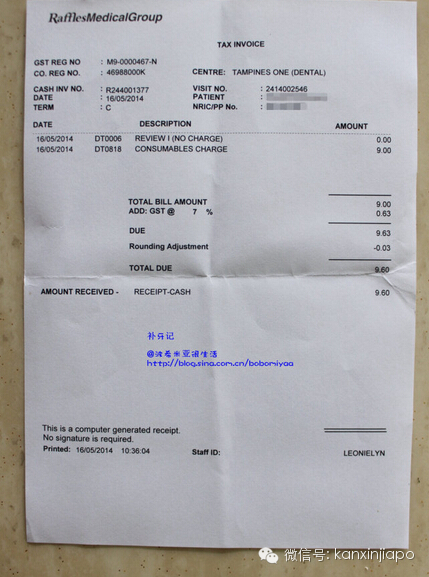 RafflesMedicalGroup
TAX INVOICE
GST REG NO : M9-0000467-N
CO. REG NO. : 46988000K CENTRE: TAMPINES ONE (DENTAL)
CASH INV NO. : R244001377 VISIT NO. : 2414002546
DATE : 16/05/2014 PATIENT :
TERM : C NRIC/PP No. :
DATE DESCRIPTION AMOUNT
16/05/2014 DT0006 REVIEW I (NO CHARGE) 0.00
16/05/2014 DT0818 CONSUMABLES CHARGE 9.00
TOTAL BILL AMOUNT 9.00
ADD: GST @ 7 % 0.63
DUE 9.63
Rounding Adjustment -0.03
TOTAL DUE 9.60
AMOUNT RECEIVED - RECEIPT-CASH 9.60
补牙记
@波希米亚润生活
http://blog.sina.com.cn/bobomiyaa
This is a computer generated receipt.
No signature is required.
Printed: 16/05/2014 10:36:04 Staff ID: LEONIELYN
微信号: kanxinjiapo